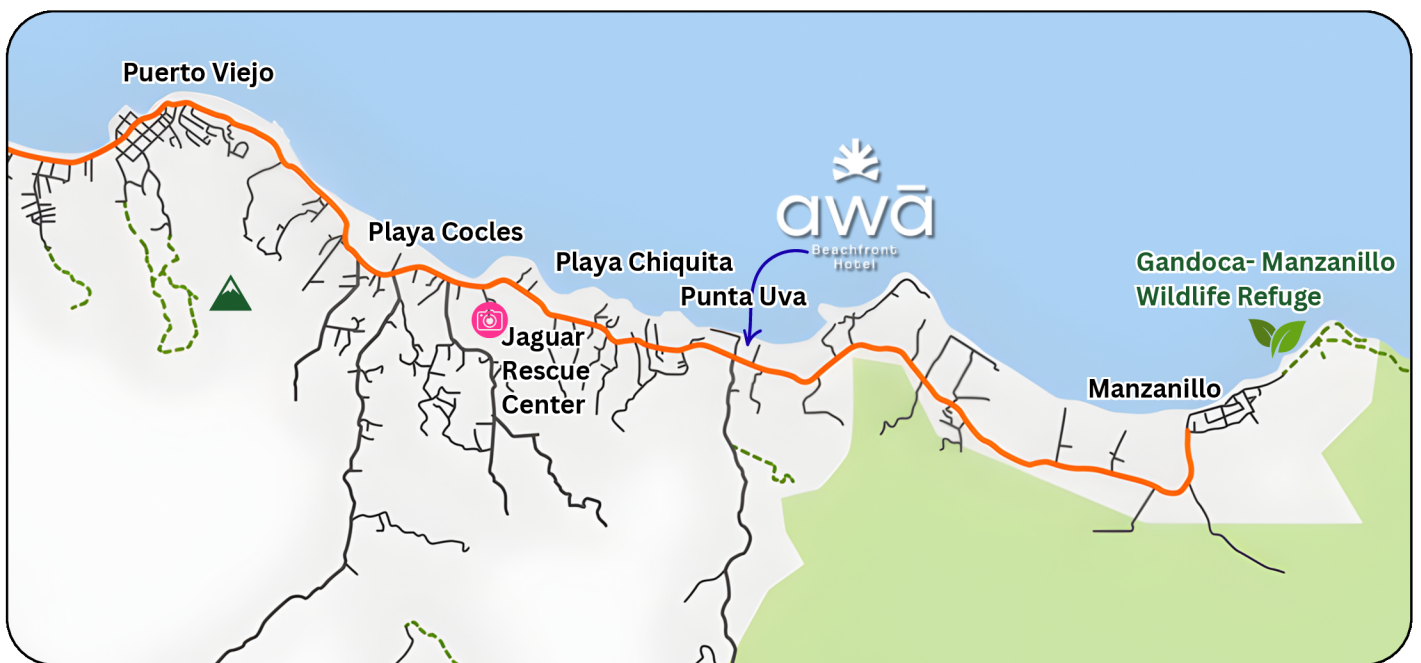 Puerto Viejo
Playa Cocles
Playa Chiquita
Punta Uva
awā
Beachfront
Hotel
Gandoca- Manzanillo
Wildlife Refuge
Jaguar
Rescue
Center
Manzanillo